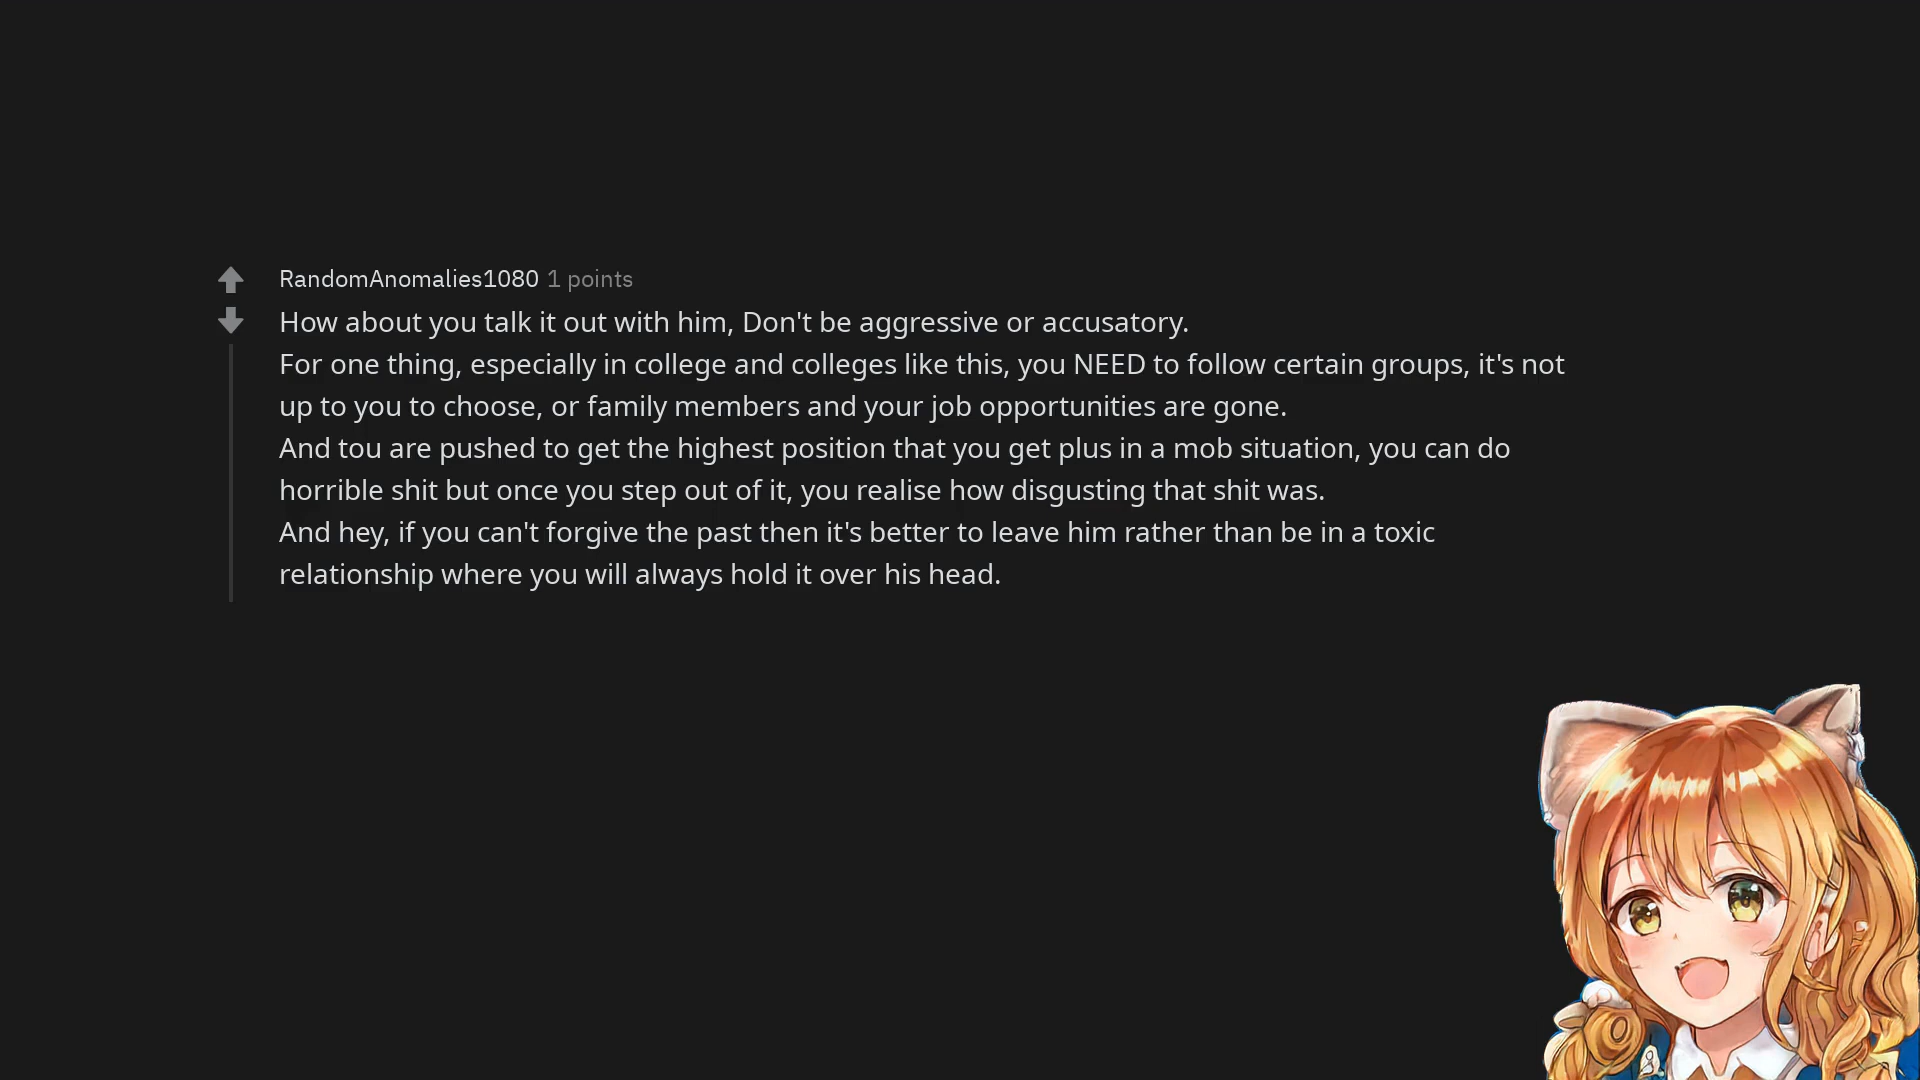 RandomAnomalies1080 1 points
How about you talk it out with him, Don't be aggressive or accusatory.
For one thing, especially in college and colleges like this, you NEED to follow certain groups, it's not
up to you to choose, or family members and your job opportunities are gone.
And tou are pushed to get the highest position that you get plus in a mob situation, you can do
horrible shit but once you step out of it, you realise how disgusting that shit was.
And hey, if you can't forgive the past then it's better to leave him rather than be in a toxic
relationship where you will always hold it over his head.